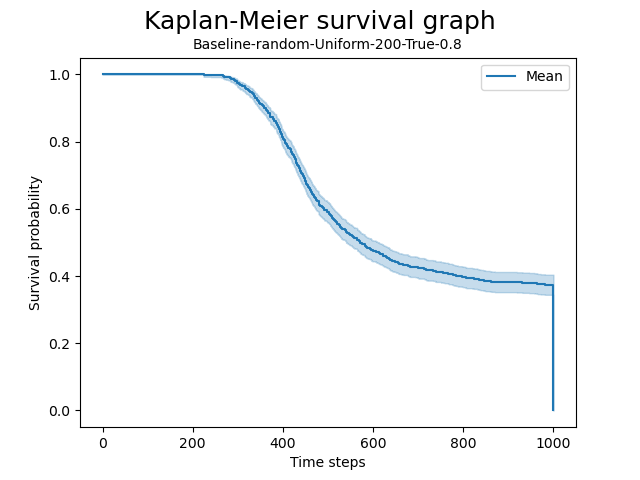 Kaplan-Meier survival graph
Baseline-random-Uniform-200-True-0.8
Mean
1.0
0.8
0.6
0.4
0.2
0.0
Survival probability
0 200 400 600 800 1000
Time steps